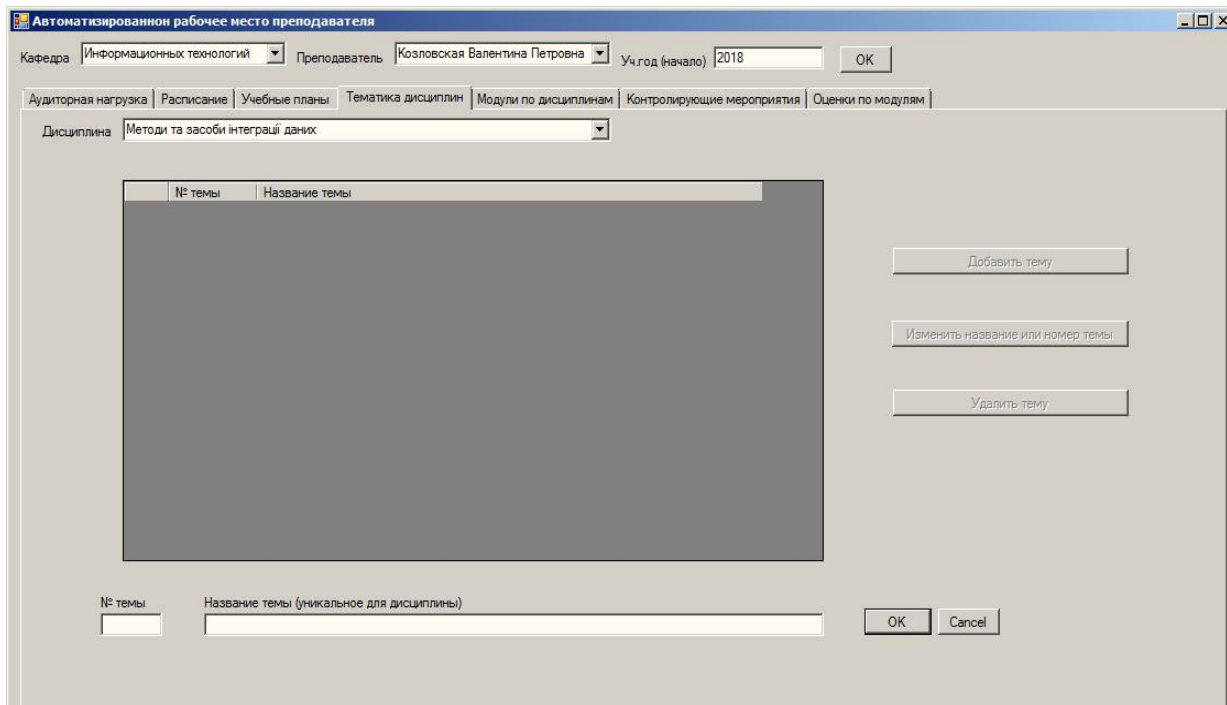 Автоматизированнон рабочее место преподавателя
Кафедра Информационных технологий Преподаватель Козловская Валентина Петровна Уч.год (начало) 2018 OK
Аудиторная нагрузка Расписание Учебные планы Тематика дисциплин Модули по дисциплинам Контролирующие мероприятия Оценки по модулям
Дисциплина Методи та засоби інтеграції даних
№ темы Название темы
Добавить тему
Изменить название или номер темы
Удалить тему
№ темы Название темы (уникальное для дисциплины)
OK Cancel